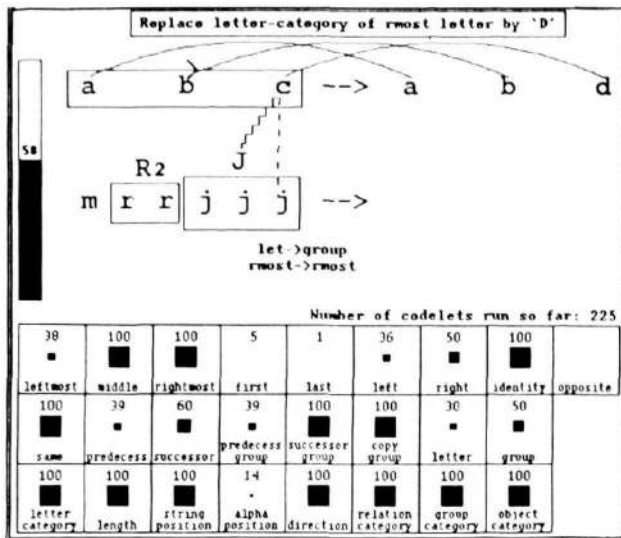 Replace letter-category of rmost letter by 'D'
a b c --> a b d
58
J
R2
m r r j j j -->
let->group
rmost->rmost
Number of codelets run so far: 225
38 100 100 5 1 36 50 100
leftmost middle rightmost first last left right identity opposite
100 39 60 39 100 100 30 50
same predecess successor predecess group successor group copy group letter group
100 100 100 14 100 100 100 100
letter category length string position alpha position direction relation category group category object category